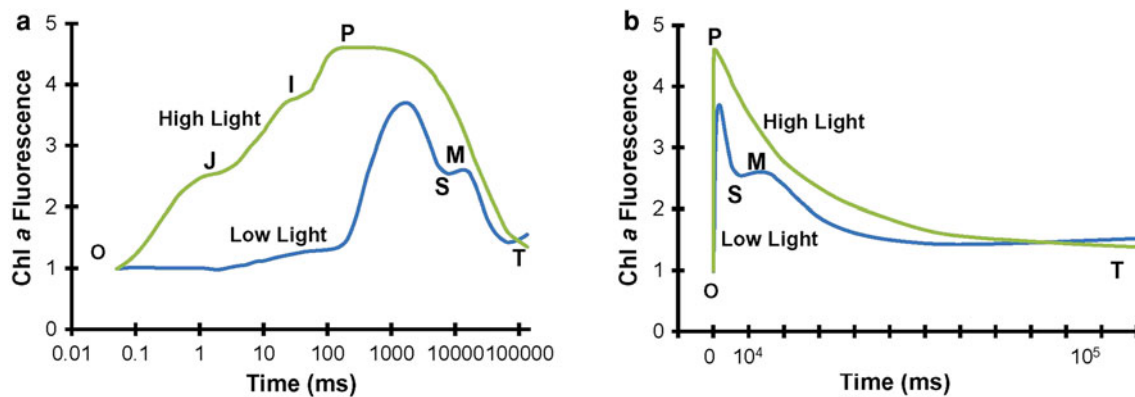 a
5
4
3
2
1
0
Chl a Fluorescence
O
J
I
P
High Light
Low Light
S
M
T
0.01 0.1 1 10 100 1000 10000 100000
Time (ms)
b
5
4
3
2
1
0
Chl a Fluorescence
P
High Light
M
S
Low Light
O
T
0 10⁴ 10⁵
Time (ms)